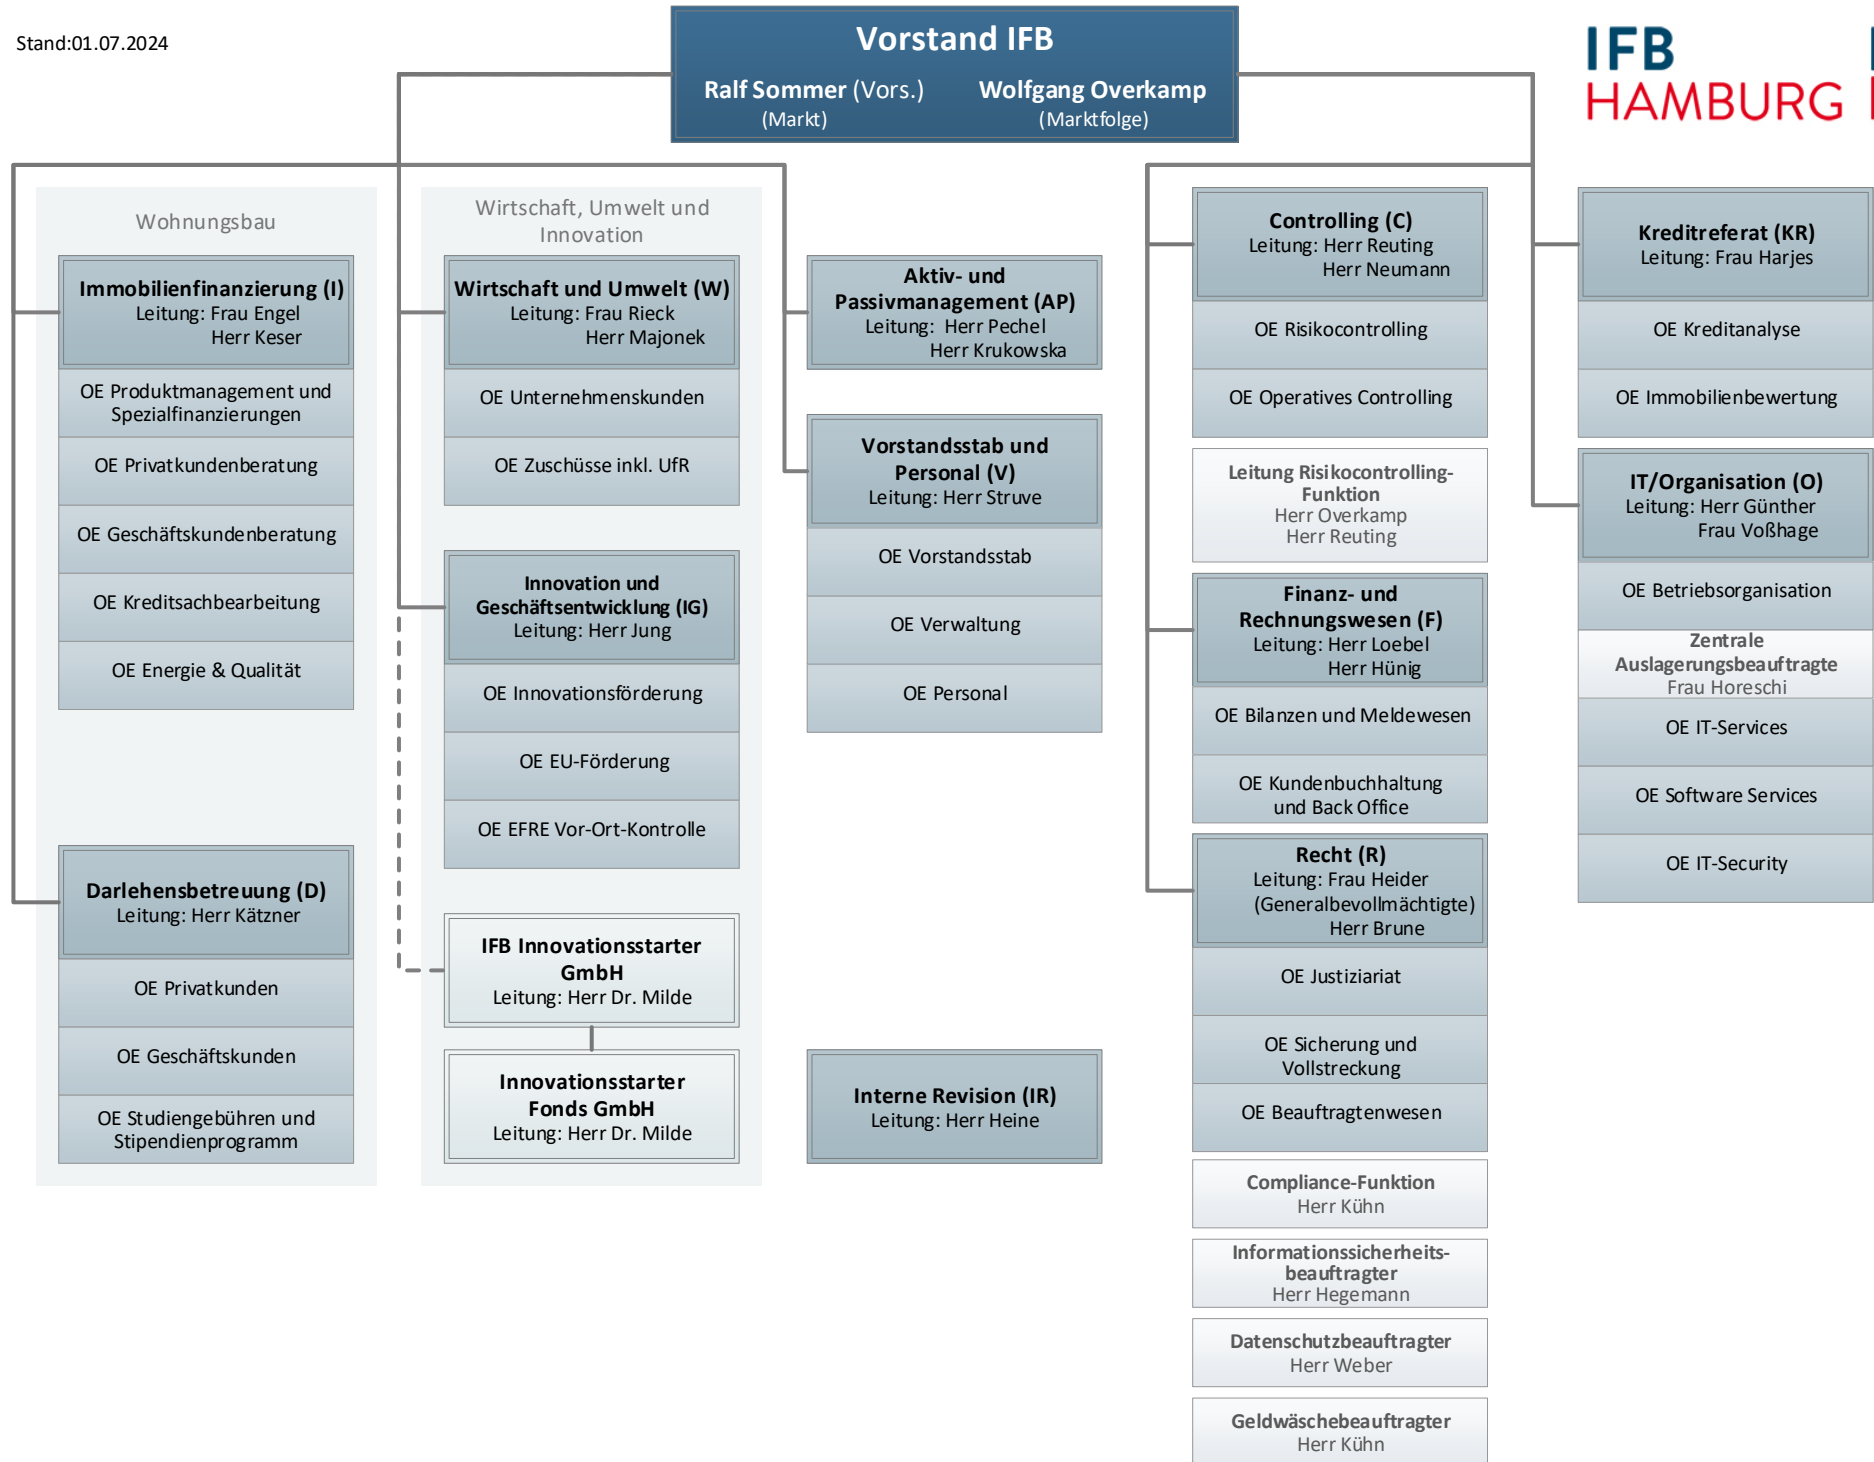 Stand:01.07.2024
Vorstand IFB
Ralf Sommer (Vors.)
(Markt)
Wolfgang Overkamp
(Marktfolge)
IFB
HAMBURG
Wohnungsbau
Immobilienfinanzierung (I)
Leitung: Frau Engel
Herr Keser
OE Produktmanagement und
Spezialfinanzierungen
OE Privatkundenberatung
OE Geschäftskundenberatung
OE Kreditsachbearbeitung
OE Energie & Qualität
Darlehensbetreuung (D)
Leitung: Herr Kätzner
OE Privatkunden
OE Geschäftskunden
OE Studiengebühren und
Stipendienprogramm
Wirtschaft, Umwelt und
Innovation
Wirtschaft und Umwelt (W)
Leitung: Frau Rieck
Herr Majonek
OE Unternehmenskunden
OE Zuschüsse inkl. UfR
Innovation und
Geschäftsentwicklung (IG)
Leitung: Herr Jung
OE Innovationsförderung
OE EU-Förderung
OE EFRE Vor-Ort-Kontrolle
IFB Innovationsstarter
GmbH
Leitung: Herr Dr. Milde
Innovationsstarter
Fonds GmbH
Leitung: Herr Dr. Milde
Aktiv- und
Passivmanagement (AP)
Leitung: Herr Pechel
Herr Krukowska
Vorstandsstab und
Personal (V)
Leitung: Herr Struve
OE Vorstandsstab
OE Verwaltung
OE Personal
Interne Revision (IR)
Leitung: Herr Heine
Controlling (C)
Leitung: Herr Reuting
Herr Neumann
OE Risikocontrolling
OE Operatives Controlling
Leitung Risikocontrolling-
Funktion
Herr Overkamp
Herr Reuting
Finanz- und
Rechnungswesen (F)
Leitung: Herr Loebel
Herr Hünig
OE Bilanzen und Meldewesen
OE Kundenbuchhaltung
und Back Office
Recht (R)
Leitung: Frau Heider
(Generalbevollmächtigte)
Herr Brune
OE Justiziariat
OE Sicherung und
Vollstreckung
OE Beauftragtenwesen
Compliance-Funktion
Herr Kühn
Informationssicherheits-
beauftragter
Herr Hegemann
Datenschutzbeauftragter
Herr Weber
Geldwäschebeauftragter
Herr Kühn
Kreditreferat (KR)
Leitung: Frau Harjes
OE Kreditanalyse
OE Immobilienbewertung
IT/Organisation (O)
Leitung: Herr Günther
Frau Voßhage
OE Betriebsorganisation
Zentrale
Auslagerungsbeauftragte
Frau Horeschi
OE IT-Services
OE Software Services
OE IT-Security